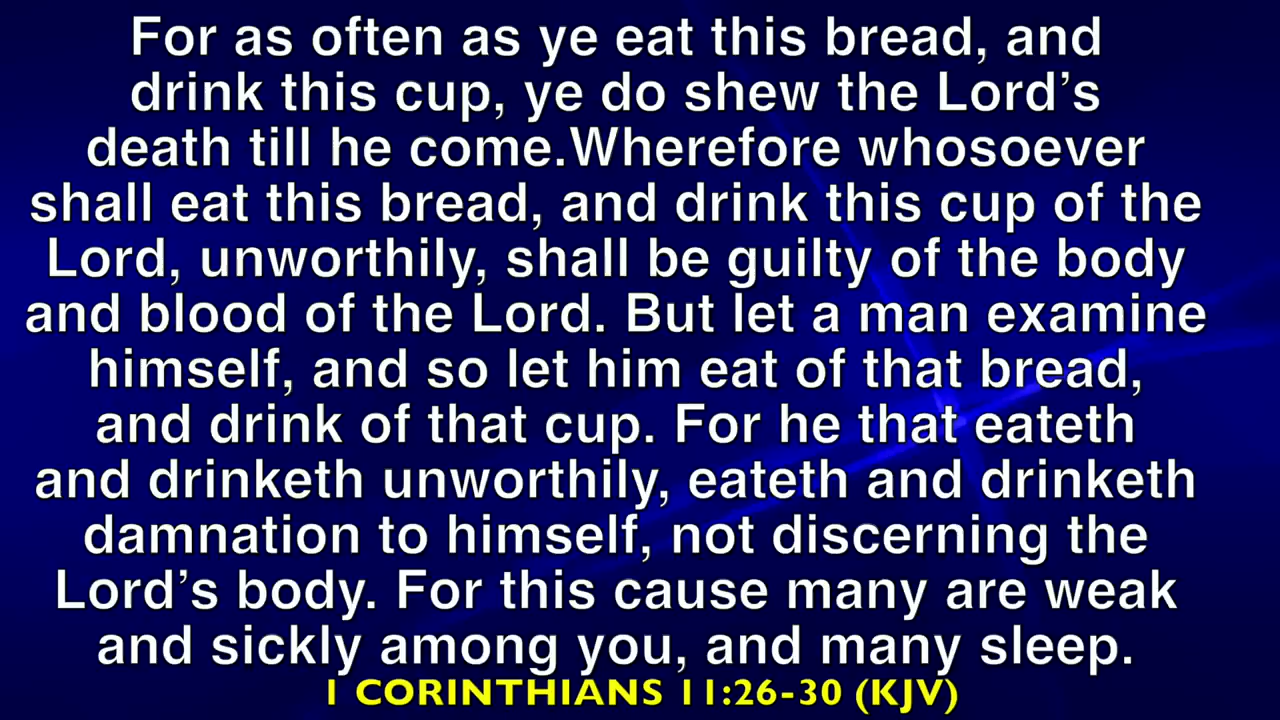 For as often as ye eat this bread, and
drink this cup, ye do shew the Lord’s
death till he come.Wherefore whosoever
shall eat this bread, and drink this cup of the
Lord, unworthily, shall be guilty of the body
and blood of the Lord. But let a man examine
himself, and so let him eat of that bread,
and drink of that cup. For he that eateth
and drinketh unworthily, eateth and drinketh
damnation to himself, not discerning the
Lord’s body. For this cause many are weak
and sickly among you, and many sleep.
1 CORINTHIANS 11:26-30 (KJV)